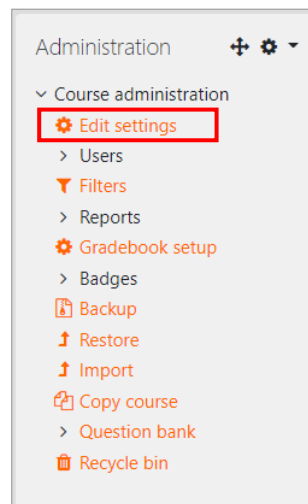 Administration
Course administration
Edit settings
Users
Filters
Reports
Gradebook setup
Badges
Backup
Restore
Import
Copy course
Question bank
Recycle bin